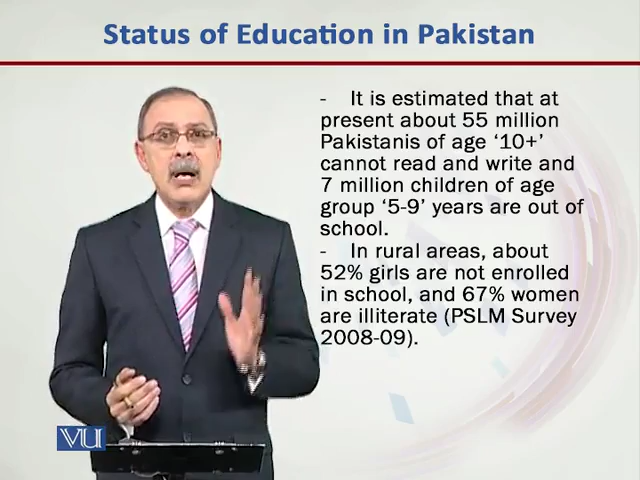 Status of Education in Pakistan
- It is estimated that at
present about 55 million
Pakistanis of age ‘10+’
cannot read and write and
7 million children of age
group ‘5-9’ years are out of
school.
- In rural areas, about
52% girls are not enrolled
in school, and 67% women
are illiterate (PSLM Survey
2008-09).
VU